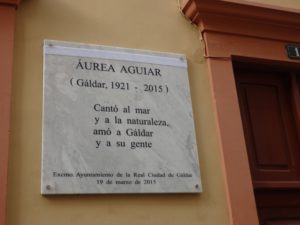 ÁUREA AGUIAR
(Gáldar, 1921 - 2015)
Cantó al mar
y a la naturaleza,
amó a Gáldar
y a su gente
Excmo. Ayuntamiento de la Real Ciudad de Gáldar
19 de marzo de 2015
1